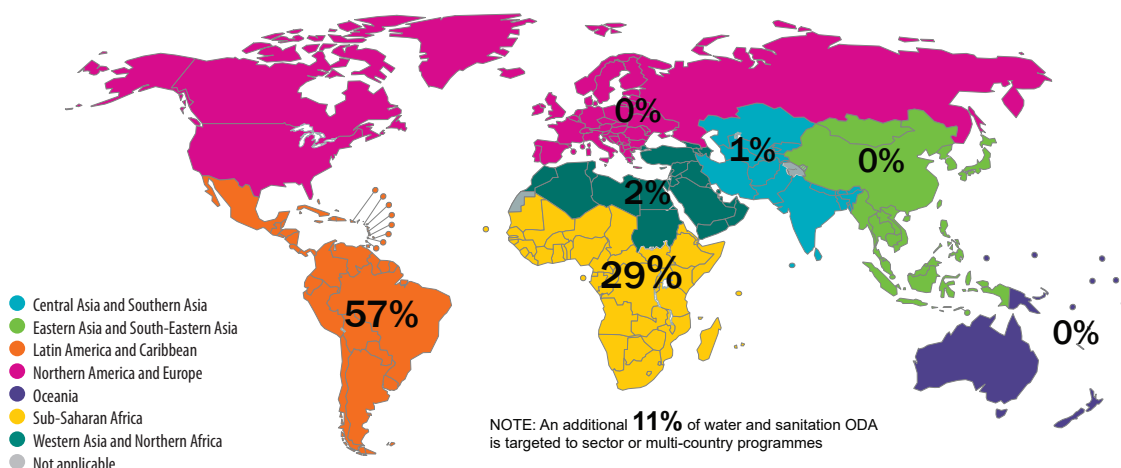 0%
1%
0%
2%
29%
57%
0%
Central Asia and Southern Asia
Eastern Asia and South-Eastern Asia
Latin America and Caribbean
Northern America and Europe
Oceania
Sub-Saharan Africa
Western Asia and Northern Africa
Not applicable
NOTE: An additional 11% of water and sanitation ODA
is targeted to sector or multi-country programmes